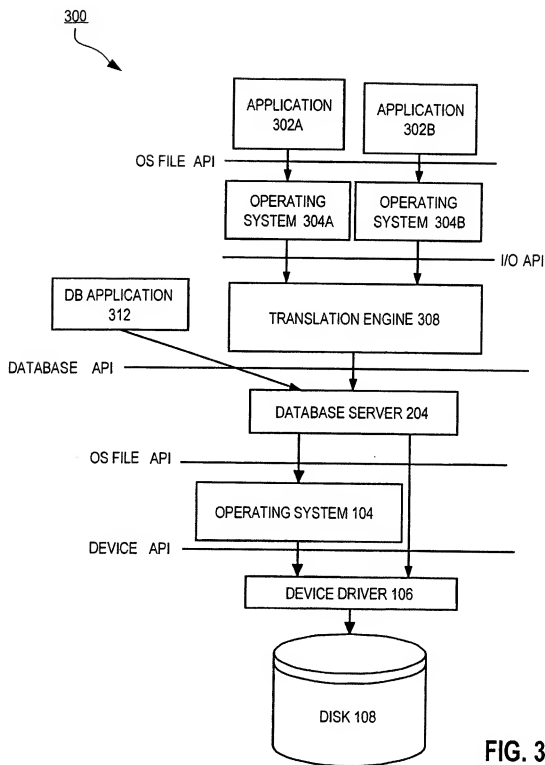 300
APPLICATION
302A
APPLICATION
302B
OS FILE API
OPERATING
SYSTEM 304A
OPERATING
SYSTEM 304B
I/O API
DB APPLICATION
312
TRANSLATION ENGINE 308
DATABASE API
DATABASE SERVER 204
OS FILE API
OPERATING SYSTEM 104
DEVICE API
DEVICE DRIVER 106
DISK 108
FIG. 3